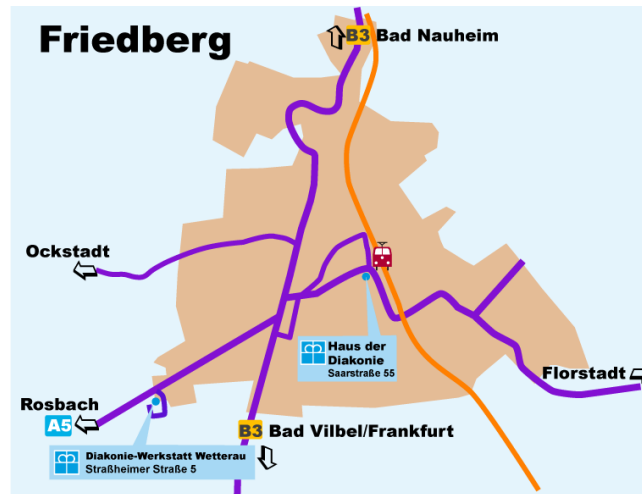 Friedberg
B3 Bad Nauheim
Ockstadt
Haus der
Diakonie
Saarstraße 55
Florstadt
Rosbach
A5
B3 Bad Vilbel/Frankfurt
Diakonie-Werkstatt Wetterau
Straßheimer Straße 5